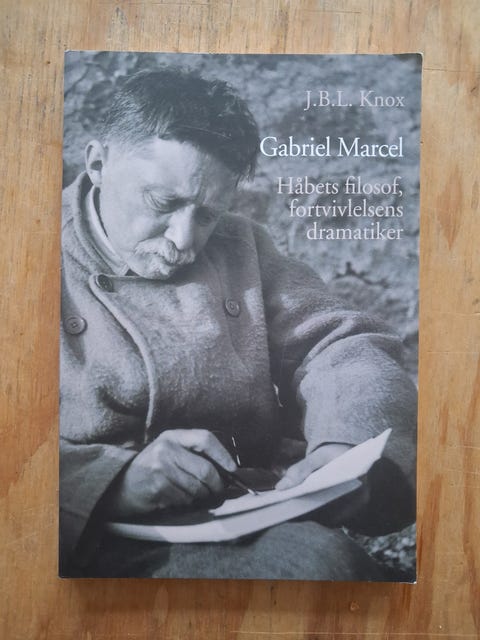 J.B.L. Knox
Gabriel Marcel
Håbets filosof,
fortvivlelsens
dramatiker